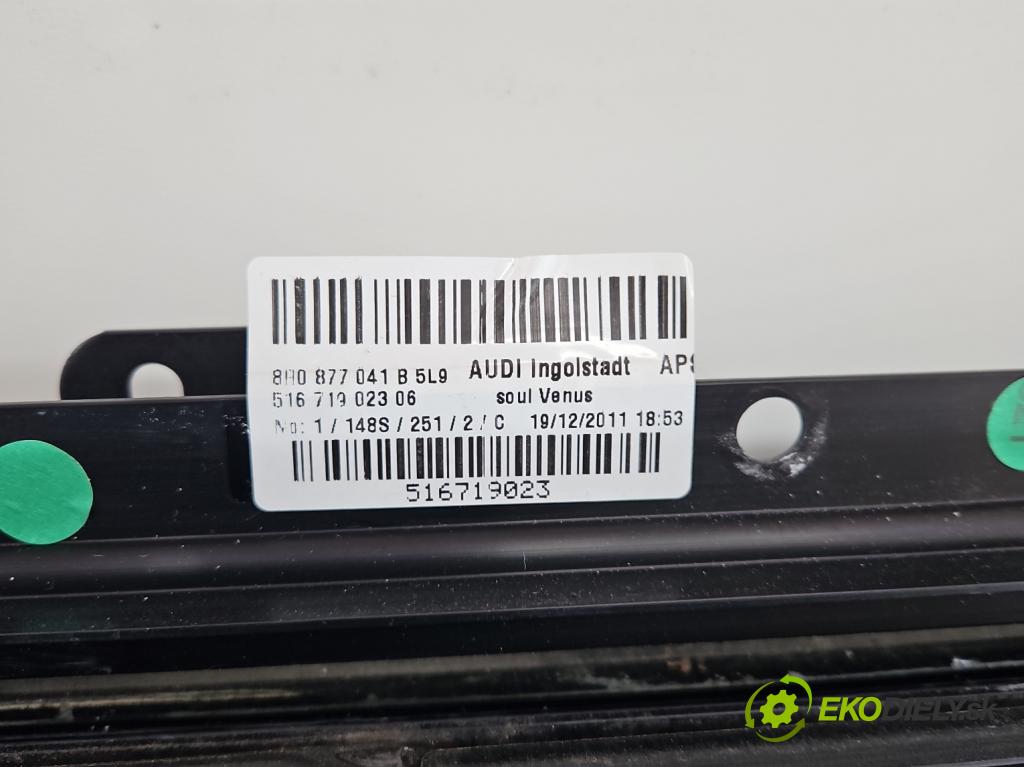 8H0 877 041 B 5L9 AUDI Ingolstadt APS
516 719 023 06 soul Venus
No: 1 / 148S / 251 / 2 / C 19/12/2011 18:53
516719023
EKODIELY.sk